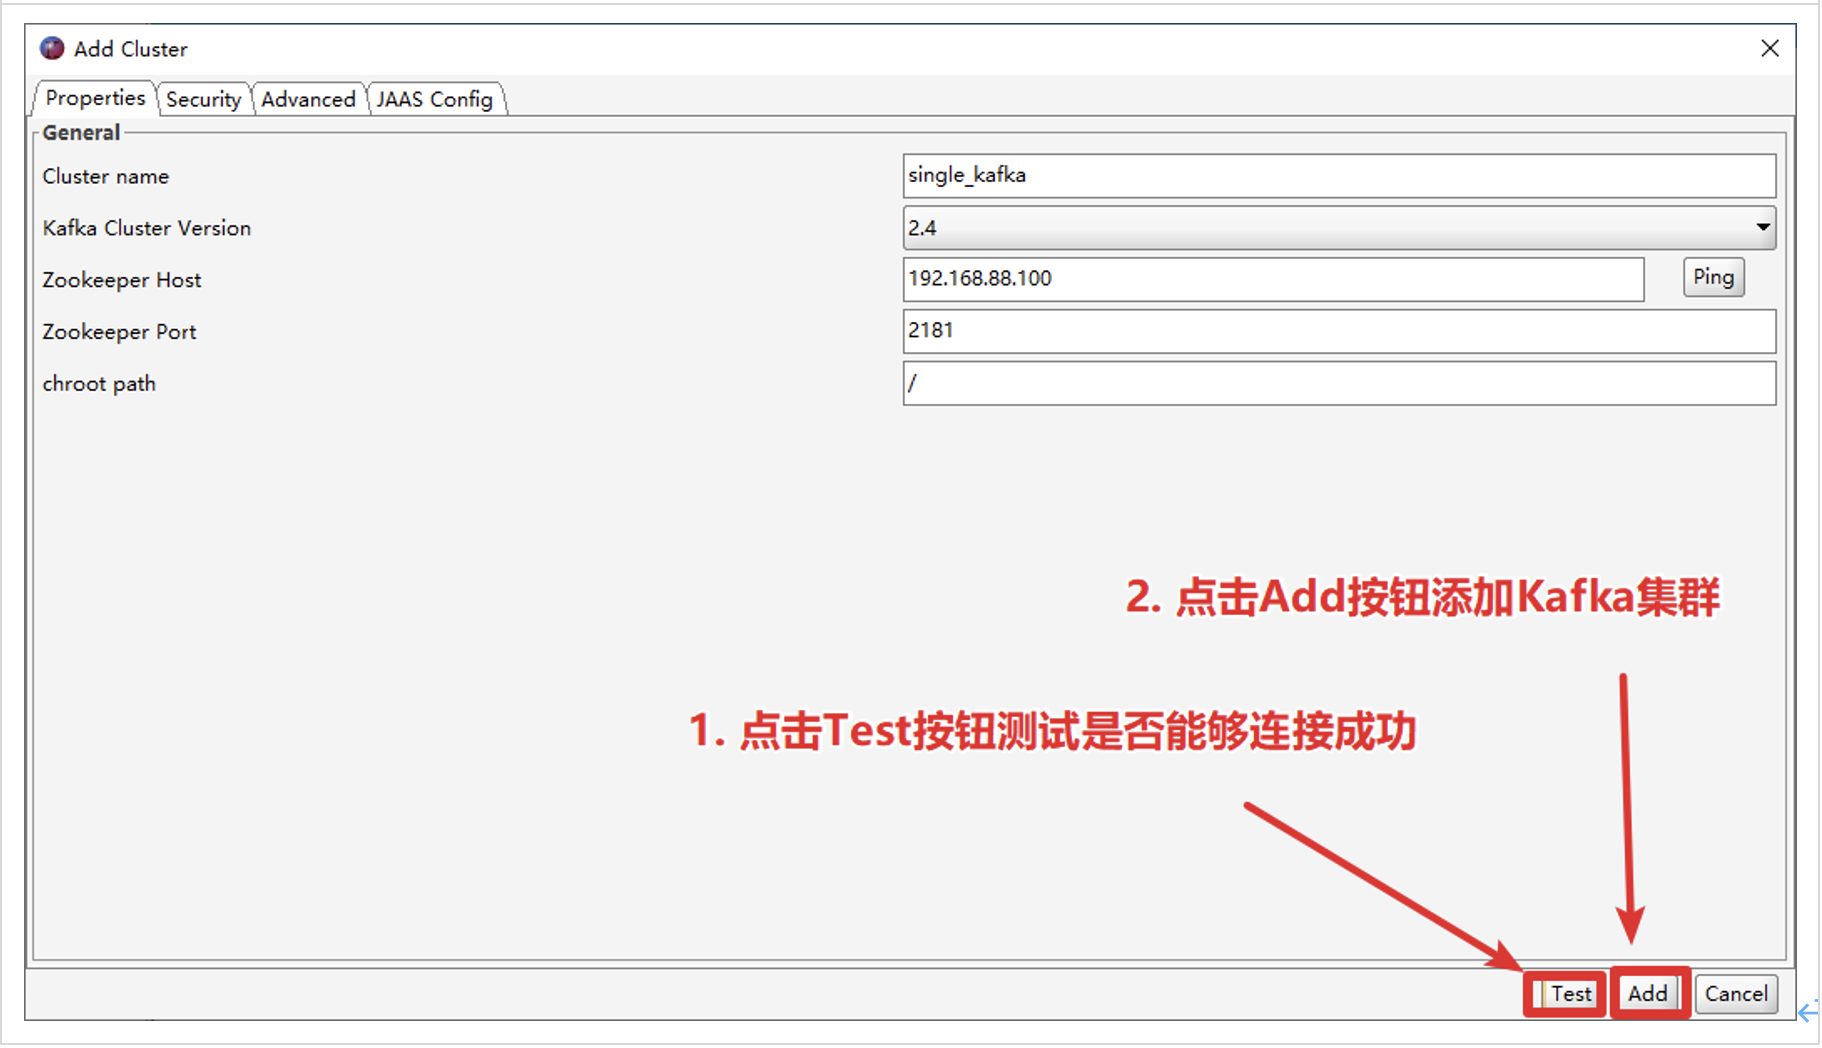 Add Cluster
Properties Security Advanced JAAS Config
General
Cluster name single_kafka
Kafka Cluster Version 2.4
Zookeeper Host 192.168.88.100 Ping
Zookeeper Port 2181
chroot path /
2. 点击Add按钮添加Kafka集群
1. 点击Test按钮测试是否能够连接成功
Test Add Cancel